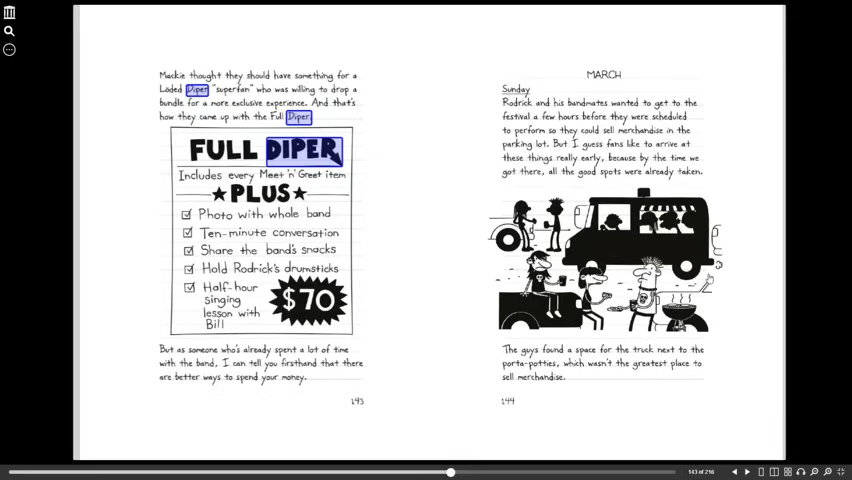 Mackie thought they should have something for a
Löded Diper "superfan" who was willing to drop a
bundle for a more exclusive experience. And that's
how they came up with the Full Diper.
FULL DIPER
Includes every Meet 'n' Greet item
PLUS
Photo with whole band
Ten-minute conversation
Share the band's snacks
Hold Rodrick's drumsticks
Half-hour
singing
lesson with
Bill
$70
But as someone who's already spent a lot of time
with the band, I can tell you firsthand that there
are better ways to spend your money.
143
MARCH
Sunday
Rodrick and his bandmates wanted to get to the
festival a few hours before they were scheduled
to perform so they could sell merchandise in the
parking lot. But I guess fans like to arrive at
these things really early, because by the time we
got there, all the good spots were already taken.
The guys found a space for the truck next to the
porta-potties, which wasn't the greatest place to
sell merchandise.
144
143 of 216